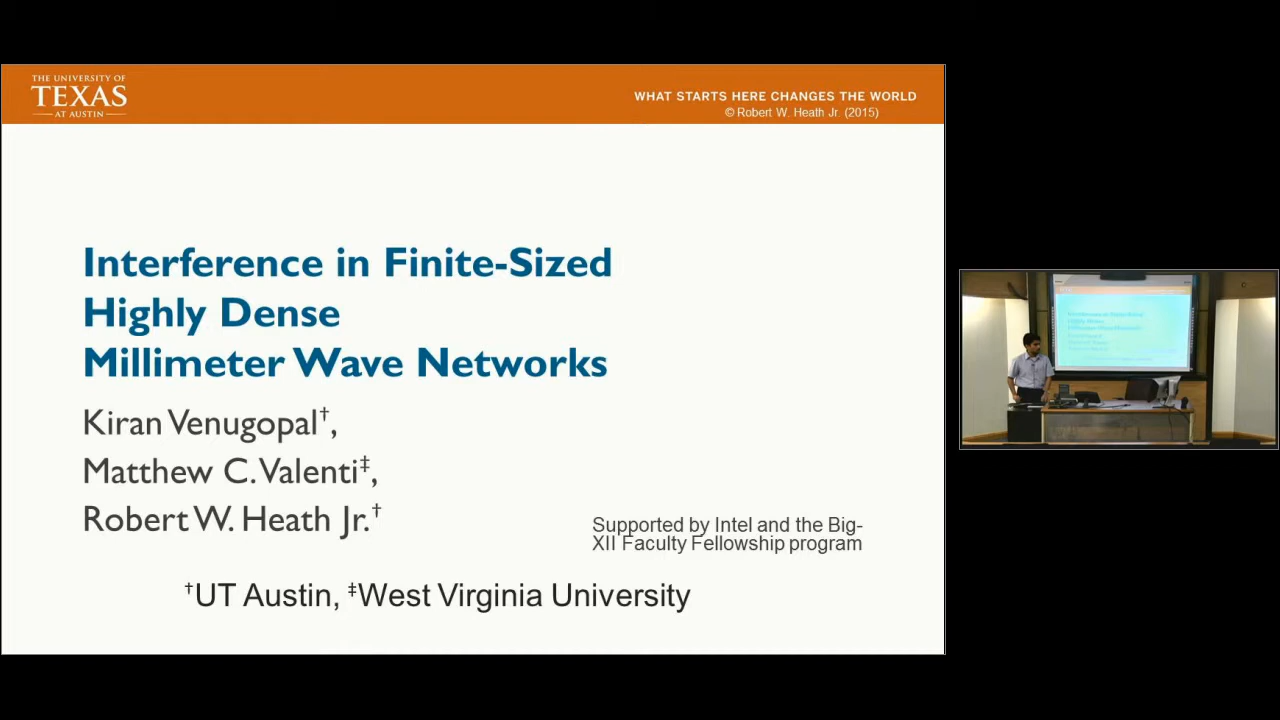 THE UNIVERSITY OF
TEXAS
AT AUSTIN
WHAT STARTS HERE CHANGES THE WORLD
© Robert W. Heath Jr. (2015)
Interference in Finite-Sized
Highly Dense
Millimeter Wave Networks
Kiran Venugopal†,
Matthew C. Valenti‡,
Robert W. Heath Jr.†
Supported by Intel and the Big-
XII Faculty Fellowship program
†UT Austin, ‡West Virginia University